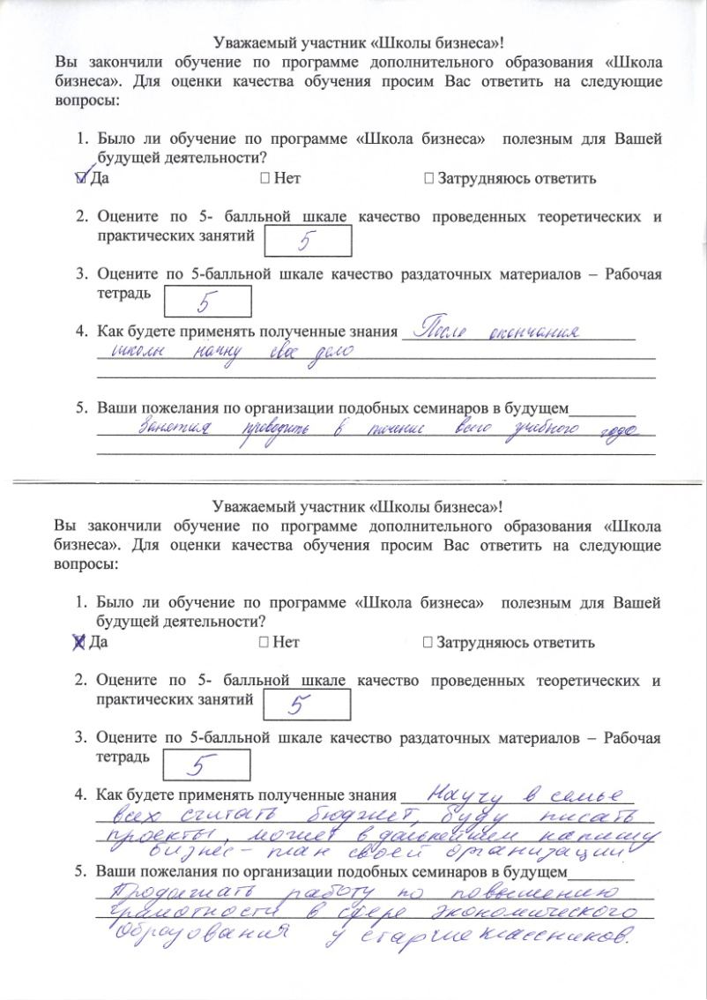 Уважаемый участник «Школы бизнеса»!
Вы закончили обучение по программе дополнительного образования «Школа
бизнеса». Для оценки качества обучения просим Вас ответить на следующие
вопросы:
1. Было ли обучение по программе «Школа бизнеса» полезным для Вашей
будущей деятельности?
☑ Да ☐ Нет ☐ Затрудняюсь ответить
2. Оцените по 5- балльной шкале качество проведенных теоретических и
практических занятий 5
3. Оцените по 5-балльной шкале качество раздаточных материалов – Рабочая
тетрадь 5
4. Как будете применять полученные знания После окончания
школы начну свое дело
5. Ваши пожелания по организации подобных семинаров в будущем
Занятия проводить в течение всего учебного года
Уважаемый участник «Школы бизнеса»!
Вы закончили обучение по программе дополнительного образования «Школа
бизнеса». Для оценки качества обучения просим Вас ответить на следующие
вопросы:
1. Было ли обучение по программе «Школа бизнеса» полезным для Вашей
будущей деятельности?
☒ Да ☐ Нет ☐ Затрудняюсь ответить
2. Оцените по 5- балльной шкале качество проведенных теоретических и
практических занятий 5
3. Оцените по 5-балльной шкале качество раздаточных материалов – Рабочая
тетрадь 5
4. Как будете применять полученные знания Научу в семье
всех считать бюджет, буду писать
проекты, может в дальнейшем напишу
бизнес – план своей организации
5. Ваши пожелания по организации подобных семинаров в будущем
Продолжать работу по повышению
грамотности в сфере экономического
образования у старшеклассников.